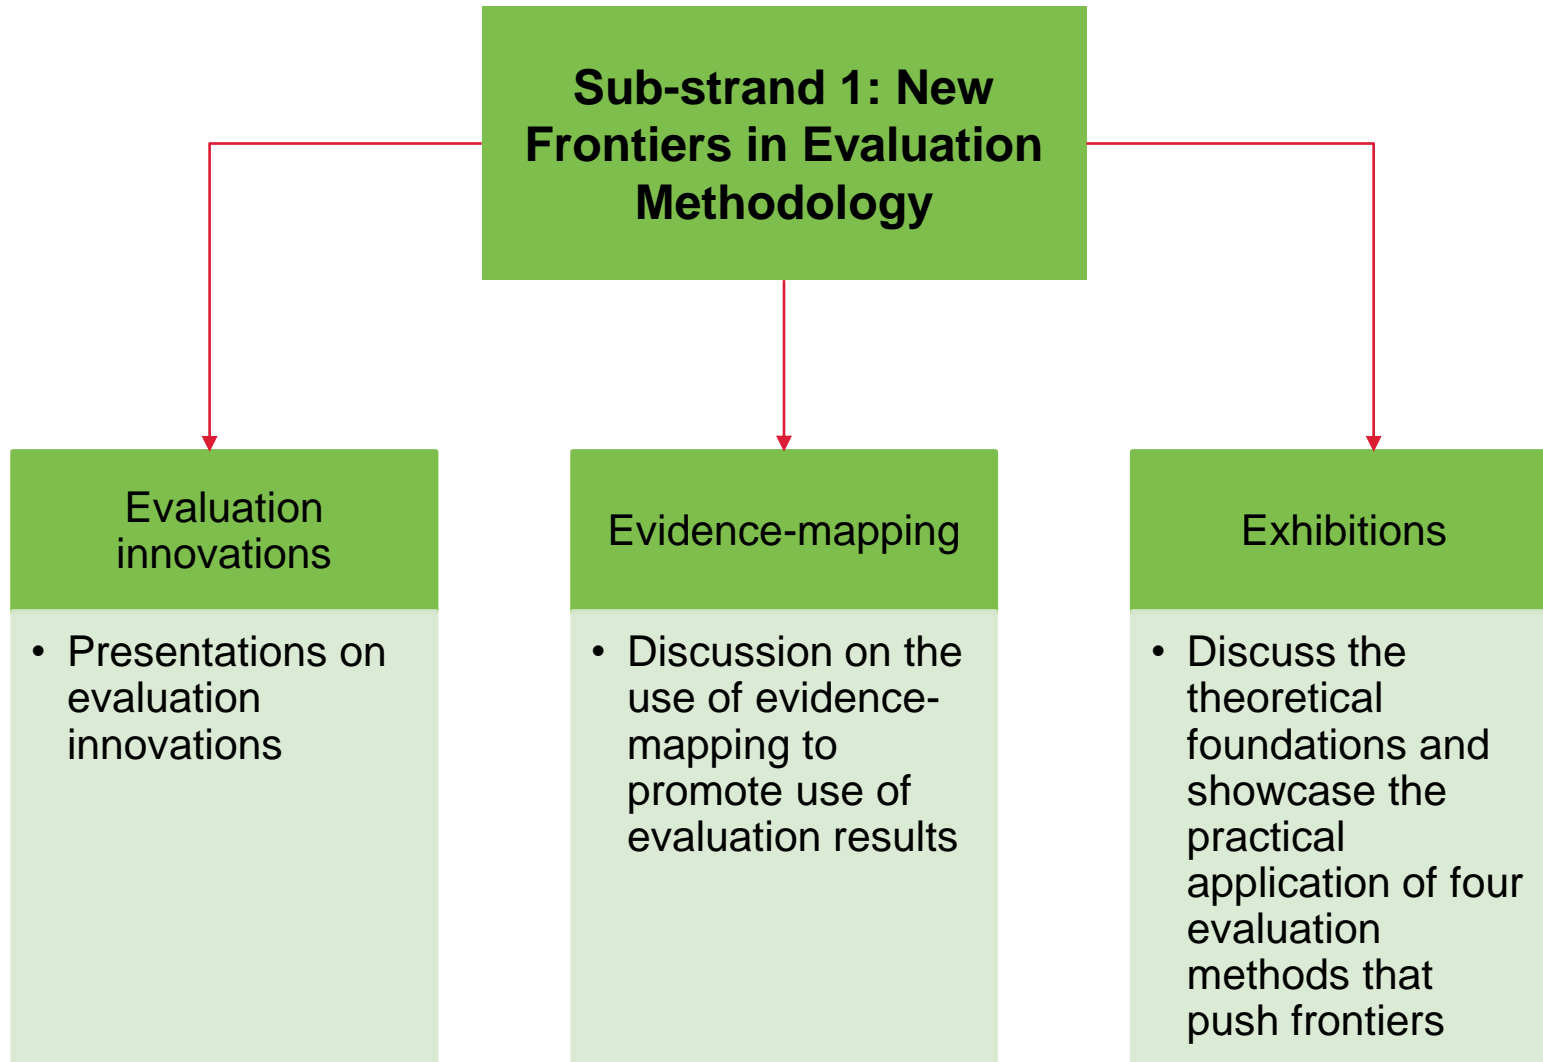 Sub-strand 1: New
Frontiers in Evaluation
Methodology
Evaluation
innovations
• Presentations on
evaluation
innovations
Evidence-mapping
• Discussion on the
use of evidence-
mapping to
promote use of
evaluation results
Exhibitions
• Discuss the
theoretical
foundations and
showcase the
practical
application of four
evaluation
methods that
push frontiers